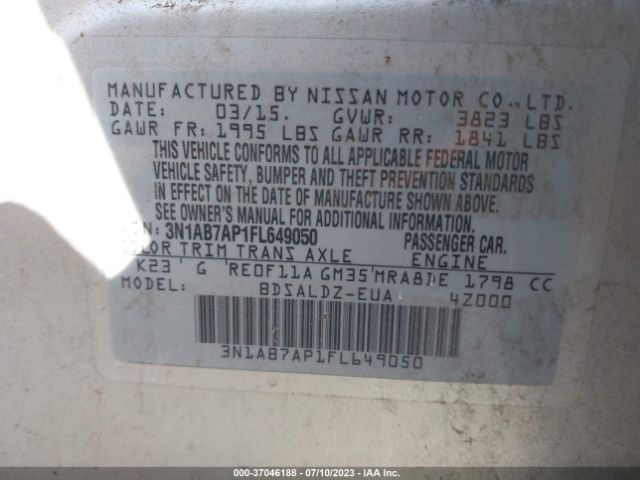 MANUFACTURED BY NISSAN MOTOR CO., LTD.
DATE: 03/15. GVWR: 3823 LBS
GAWR FR: 1995 LBS GAWR RR: 1841 LBS
THIS VEHICLE CONFORMS TO ALL APPLICABLE FEDERAL MOTOR
VEHICLE SAFETY, BUMPER AND THEFT PREVENTION STANDARDS
IN EFFECT ON THE DATE OF MANUFACTURE SHOWN ABOVE.
SEE OWNER'S MANUAL FOR ADDITIONAL INFORMATION.
N: 3N1AB7AP1FL649050 PASSENGER CAR.
LOR TRIM TRANS AXLE ENGINE
K23 G RE0F11A GM35 MRA8DE 1798 CC
MODEL: BDSALDZ-EUA 4Z000
3N1AB7AP1FL649050
000-37046188 - 07/10/2023 - IAA, Inc.